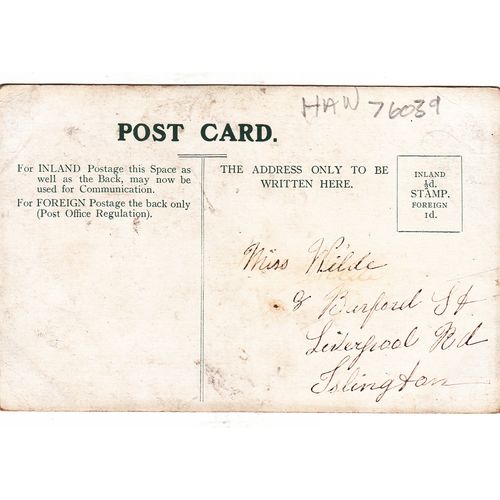 HAW 76039
POST CARD.
For INLAND Postage this Space as
well as the Back, may now be
used for Communication.
For FOREIGN Postage the back only
(Post Office Regulation).
THE ADDRESS ONLY TO BE
WRITTEN HERE.
INLAND
½d.
STAMP.
FOREIGN
1d.
Miss Wilde
8 Burford St
Liverpool Rd
Islington